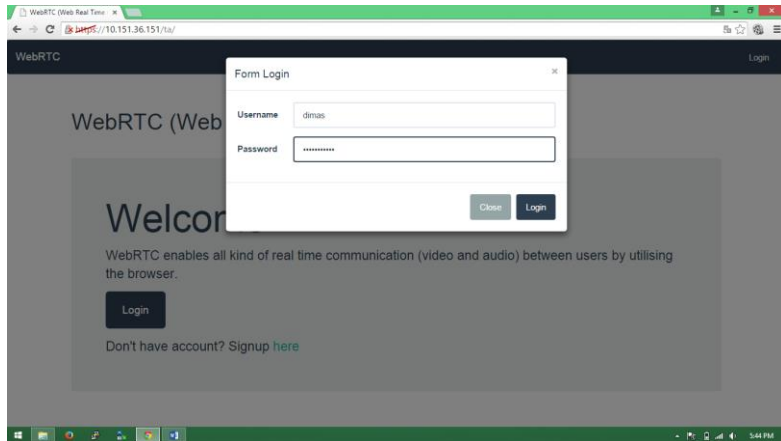 WebRTC (Web Real Time
https://10.151.36.151/ta/
WebRTC
Login
Form Login
×
Username
dimas
Password
•••••••••••
Close
Login
WebRTC (Web
Welcom
WebRTC enables all kind of real time communication (video and audio) between users by utilising
the browser.
Login
Don't have account? Signup here
5:44 PM